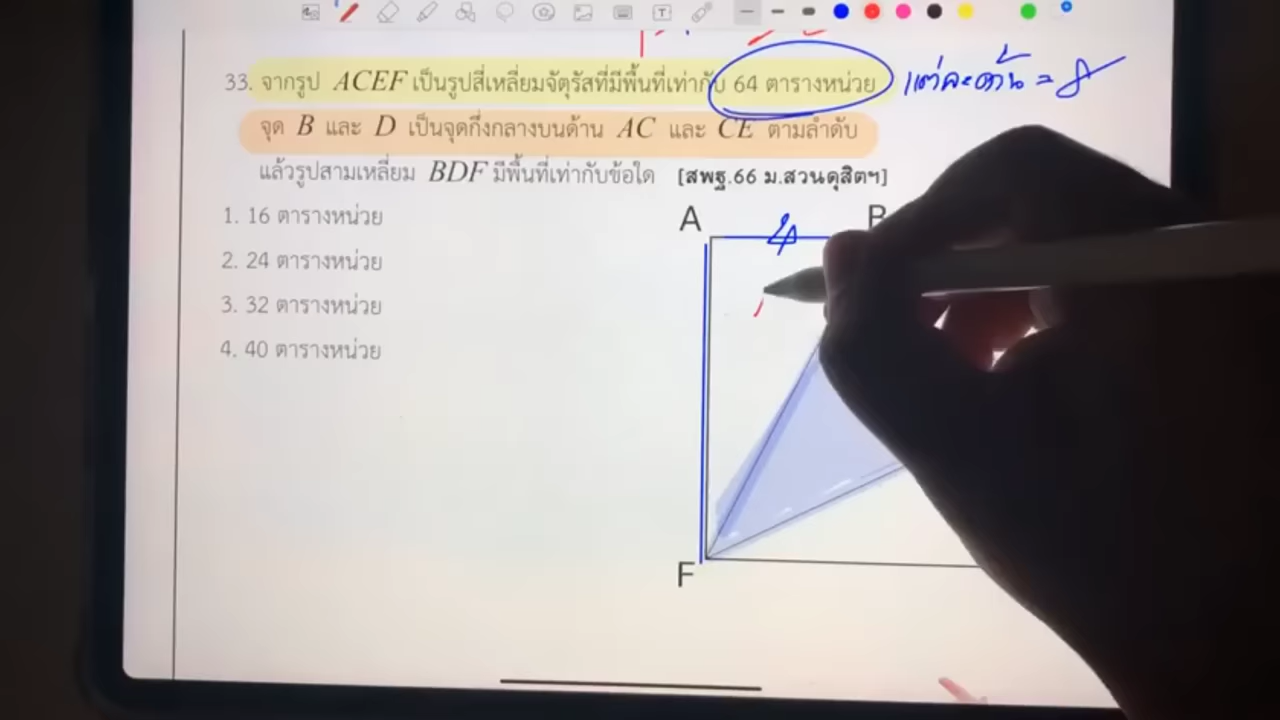 33. จากรูป ACEF เป็นรูปสี่เหลี่ยมจัตุรัสที่มีพื้นที่เท่ากับ 64 ตารางหน่วย แต่ละด้าน = 8
จุด B และ D เป็นจุดกึ่งกลางบนด้าน AC และ CE ตามลำดับ
แล้วรูปสามเหลี่ยม BDF มีพื้นที่เท่ากับข้อใด [สพฐ.66 ม.สวนดุสิตฯ]
1. 16 ตารางหน่วย
2. 24 ตารางหน่วย
3. 32 ตารางหน่วย
4. 40 ตารางหน่วย
A B
4
F